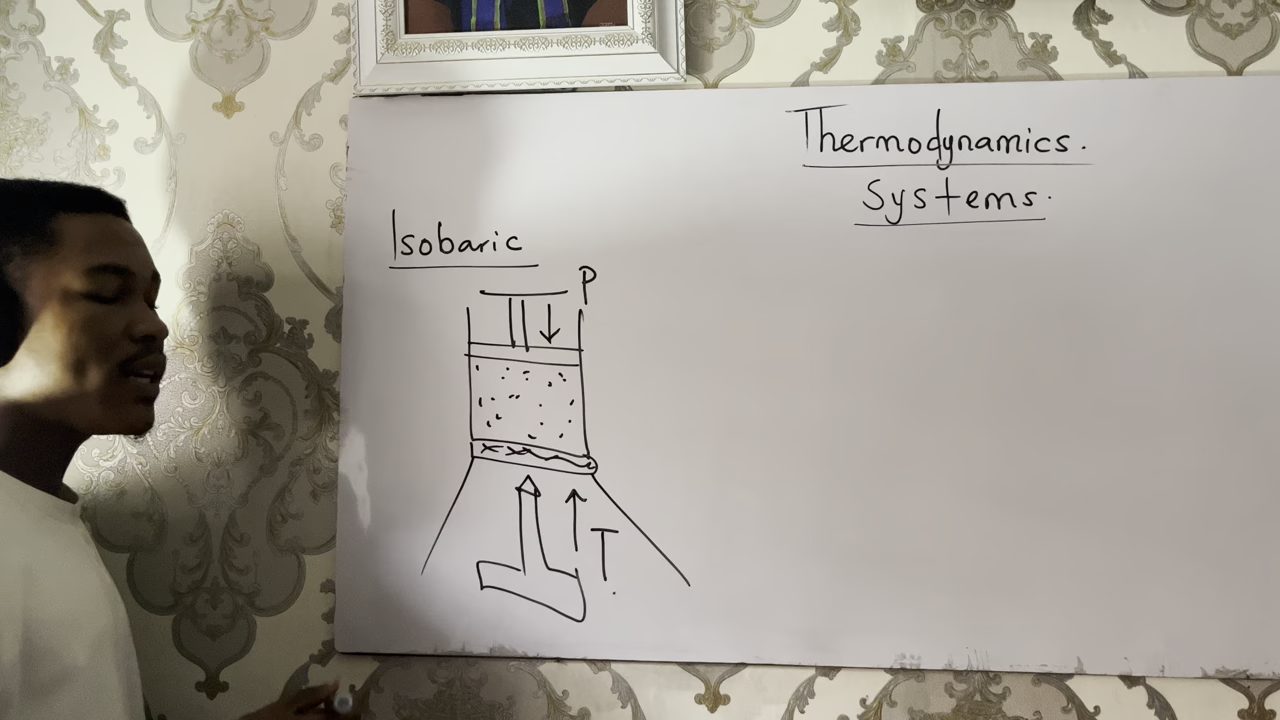 Thermodynamics.
Systems.
Isobaric
P
T.